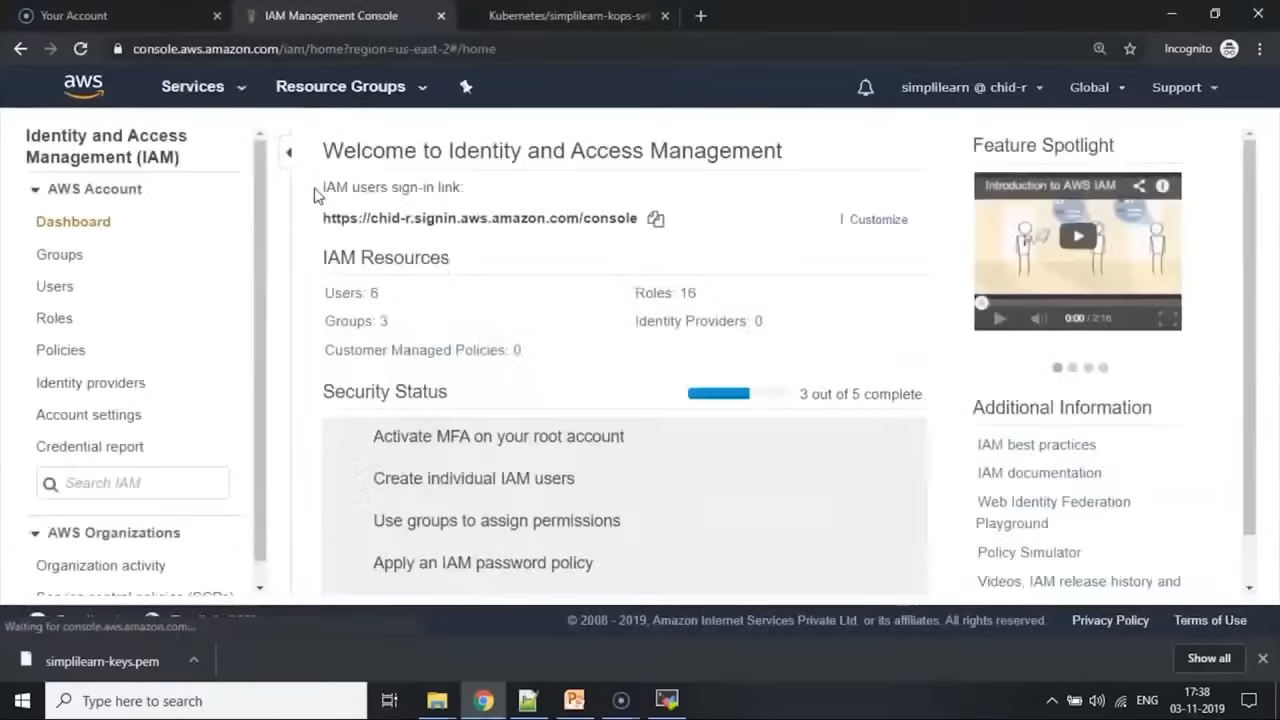 Your Account
IAM Management Console
Kubernetes/simplilearn-kops-se
console.aws.amazon.com/iam/home?region=us-east-2#/home
Incognito
aws
Services
Resource Groups
simplilearn @ chid-r
Global
Support
Identity and Access
Management (IAM)
AWS Account
Dashboard
Groups
Users
Roles
Policies
Identity providers
Account settings
Credential report
Search IAM
AWS Organizations
Organization activity
Service control policies (SCPs)
Welcome to Identity and Access Management
IAM users sign-in link:
https://chid-r.signin.aws.amazon.com/console
| Customize
IAM Resources
Users: 6
Roles: 16
Groups: 3
Identity Providers: 0
Customer Managed Policies: 0
Security Status
3 out of 5 complete.
Activate MFA on your root account
Create individual IAM users
Use groups to assign permissions
Apply an IAM password policy
Feature Spotlight
Introduction to AWS IAM
0:00 / 2:16
Additional Information
IAM best practices
IAM documentation
Web Identity Federation
Playground
Policy Simulator
Videos, IAM release history and
Waiting for console.aws.amazon.com...
© 2008 - 2019, Amazon Internet Services Private Ltd. or its affiliates. All rights reserved.
Privacy Policy
Terms of Use
simplilearn-keys.pem
Show all
Type here to search
ENG
17:38
03-11-2019